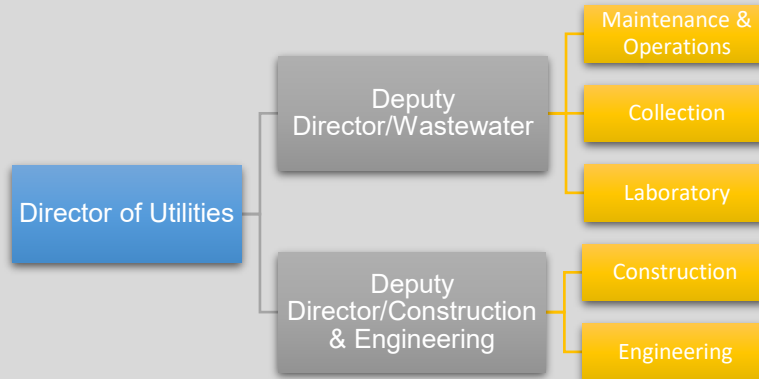 Director of Utilities
Deputy
Director/Wastewater
Maintenance &
Operations
Collection
Laboratory
Deputy
Director/Construction
& Engineering
Construction
Engineering